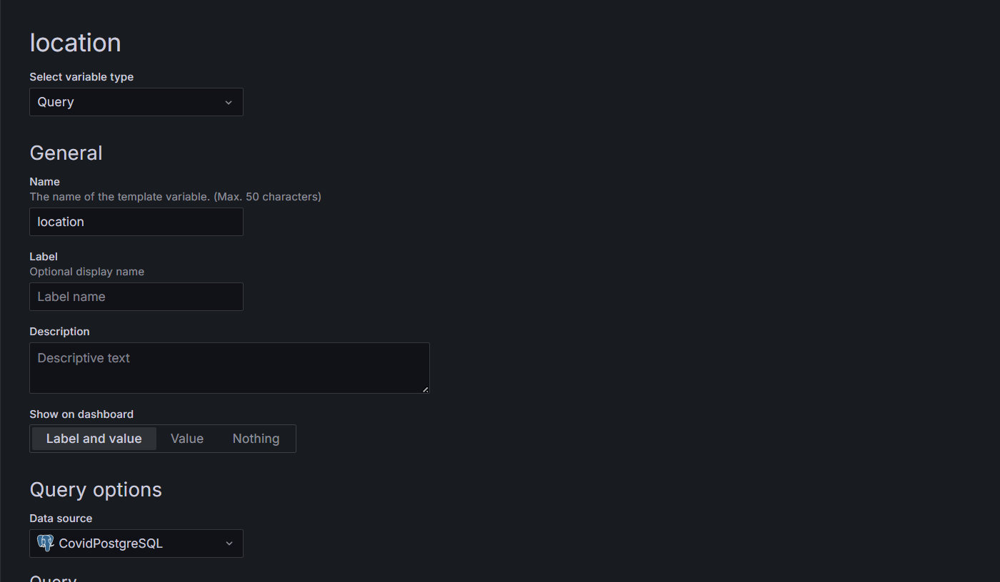 location
Select variable type
Query
General
Name
The name of the template variable. (Max. 50 characters)
location
Label
Optional display name
Label name
Description
Descriptive text
Show on dashboard
Label and value Value Nothing
Query options
Data source
CovidPostgreSQL
Query